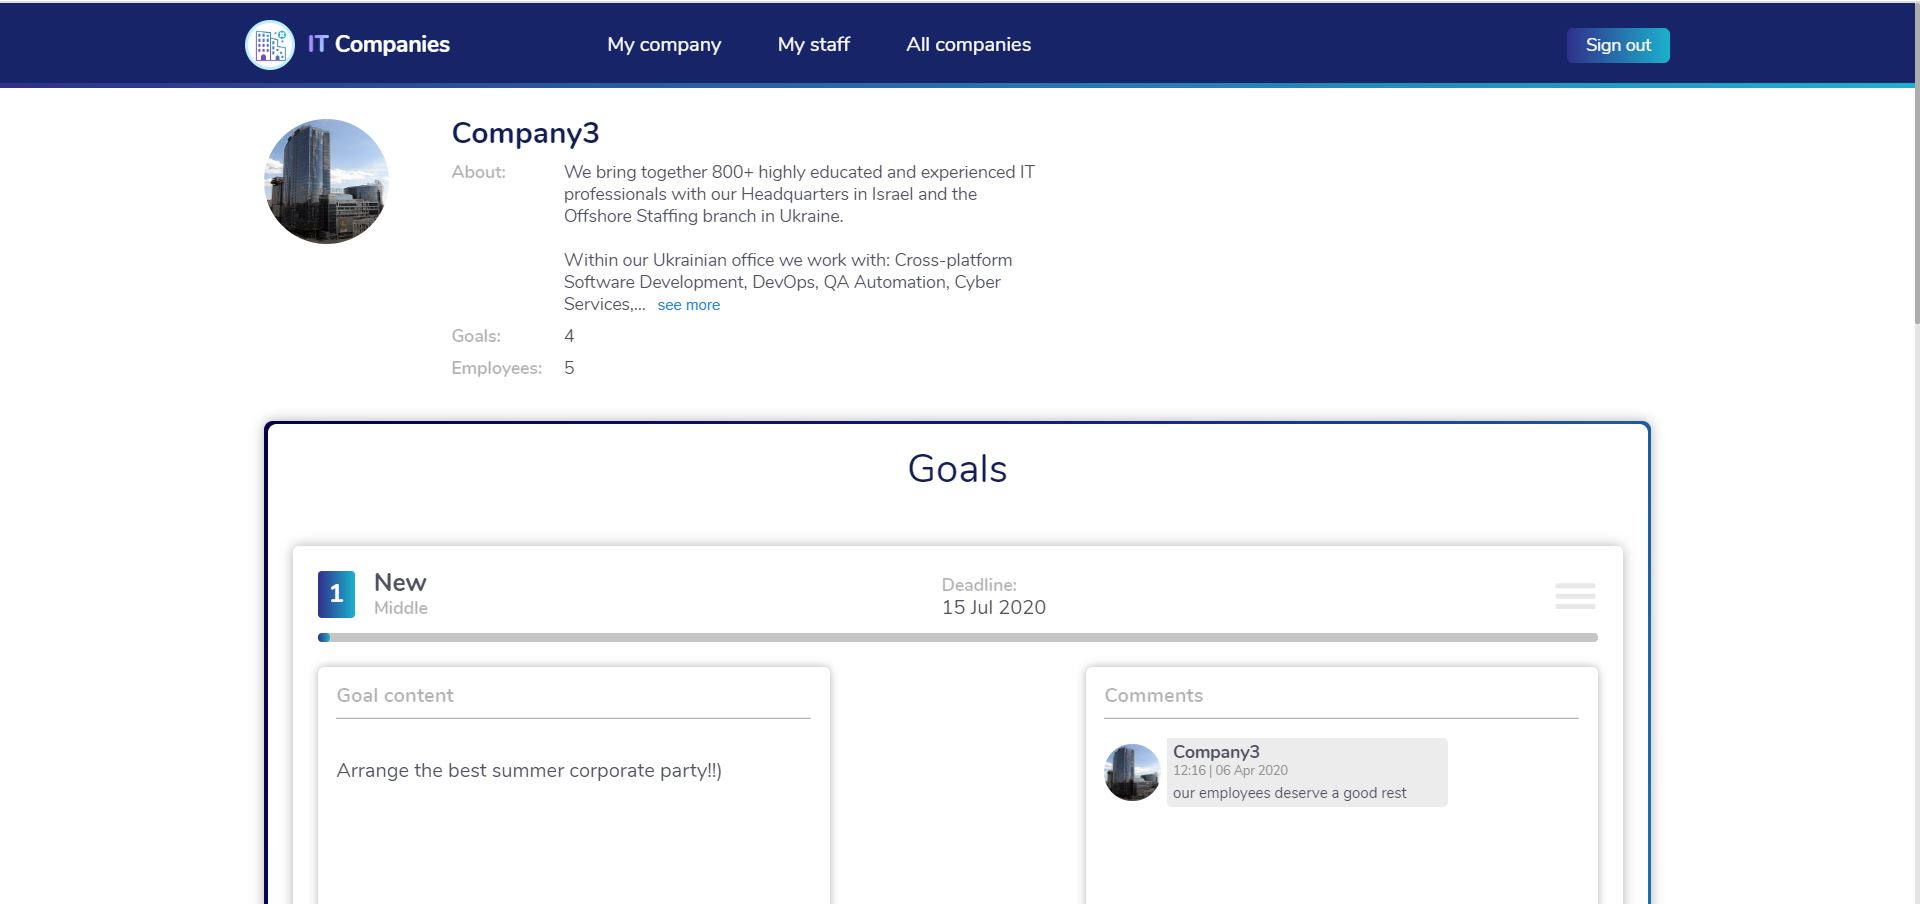 IT Companies
My company
My staff
All companies
Sign out
Company3
About:
We bring together 800+ highly educated and experienced IT
professionals with our Headquarters in Israel and the
Offshore Staffing branch in Ukraine.
Within our Ukrainian office we work with: Cross-platform
Software Development, DevOps, QA Automation, Cyber
Services,... see more
Goals: 4
Employees: 5
Goals
1
New
Middle
Deadline:
15 Jul 2020
Goal content
Arrange the best summer corporate party!!)
Comments
Company3
12:16 | 06 Apr 2020
our employees deserve a good rest